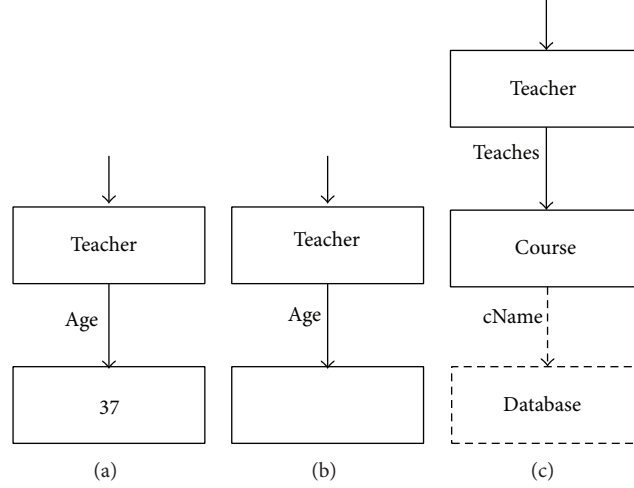 Teacher
Age
37
(a)
Teacher
Age
(b)
Teacher
Teaches
Course
cName
Database
(c)